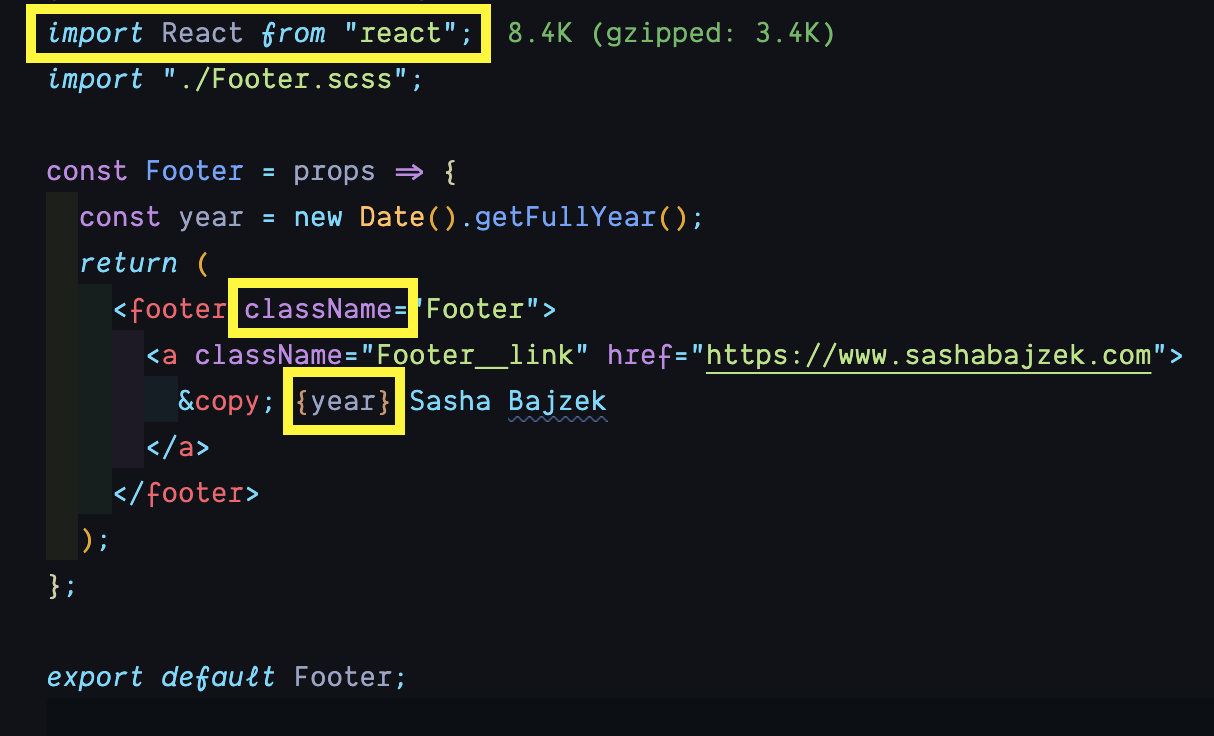 import React from "react"; 8.4K (gzipped: 3.4K)
import "./Footer.scss";
const Footer = props => {
const year = new Date().getFullYear();
return (
<footer className="Footer">
<a className="Footer__link" href="https://www.sashabajzek.com">
&copy; {year} Sasha Bajzek
</a>
</footer>
);
};
export default Footer;